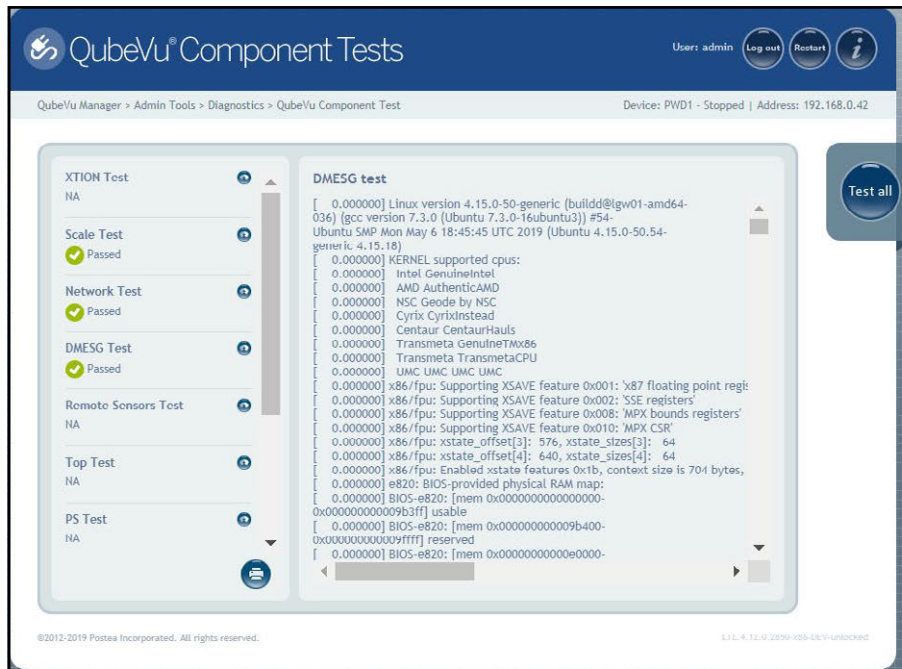 QubeVu® Component Tests
User: admin
Log out
Restart
i
QubeVu Manager > Admin Tools > Diagnostics > QubeVu Component Test
Device: PWD1 - Stopped | Address: 192.168.0.42
XTION Test
NA
Scale Test
Passed
Network Test
Passed
DMESG Test
Passed
Remote Sensors Test
NA
Top Test
NA
PS Test
NA
DMESG test
[ 0.000000] Linux version 4.15.0-50-generic (buildd@lgw01-amd64-
036) (gcc version 7.3.0 (Ubuntu 7.3.0-16ubuntu3)) #54-
Ubuntu SMP Mon May 6 18:45:45 UTC 2019 (Ubuntu 4.15.0-50.54-
generic 4.15.18)
[ 0.000000] KERNEL supported cpus:
[ 0.000000] Intel GenuineIntel
[ 0.000000] AMD AuthenticAMD
[ 0.000000] NSC Geode by NSC
[ 0.000000] Cyrix CyrixInstead
[ 0.000000] Centaur CentaurHauls
[ 0.000000] Transmeta GenuineTMx86
[ 0.000000] Transmeta TransmetaCPU
[ 0.000000] UMC UMC UMC UMC
[ 0.000000] x86/fpu: Supporting XSAVE feature 0x001: 'x87 floating point regis
[ 0.000000] x86/fpu: Supporting XSAVE feature 0x002: 'SSE registers'
[ 0.000000] x86/fpu: Supporting XSAVE feature 0x008: 'MPX bounds registers'
[ 0.000000] x86/fpu: Supporting XSAVE feature 0x010: 'MPX CSR'
[ 0.000000] x86/fpu: xstate_offset[3]: 576, xstate_sizes[3]: 64
[ 0.000000] x86/fpu: xstate_offset[4]: 640, xstate_sizes[4]: 64
[ 0.000000] x86/fpu: Enabled xstate features 0x1b, context size is 704 bytes,
[ 0.000000] e820: BIOS-provided physical RAM map:
[ 0.000000] BIOS-e820: [mem 0x0000000000000000-
0x000000000009b3ff] usable
[ 0.000000] BIOS-e820: [mem 0x000000000009b400-
0x000000000009ffff] reserved
[ 0.000000] BIOS-e820: [mem 0x00000000000e0000-
Test all
©2012-2019 Postea Incorporated. All rights reserved.